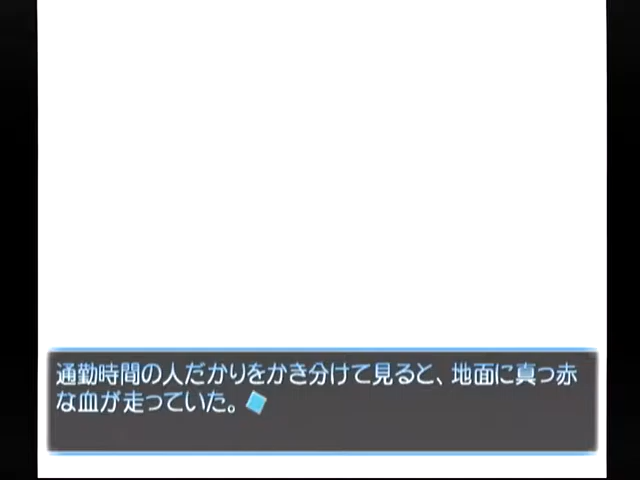 通勤時間の人だかりをかき分けて見ると、地面に真っ赤
な血が走っていた。